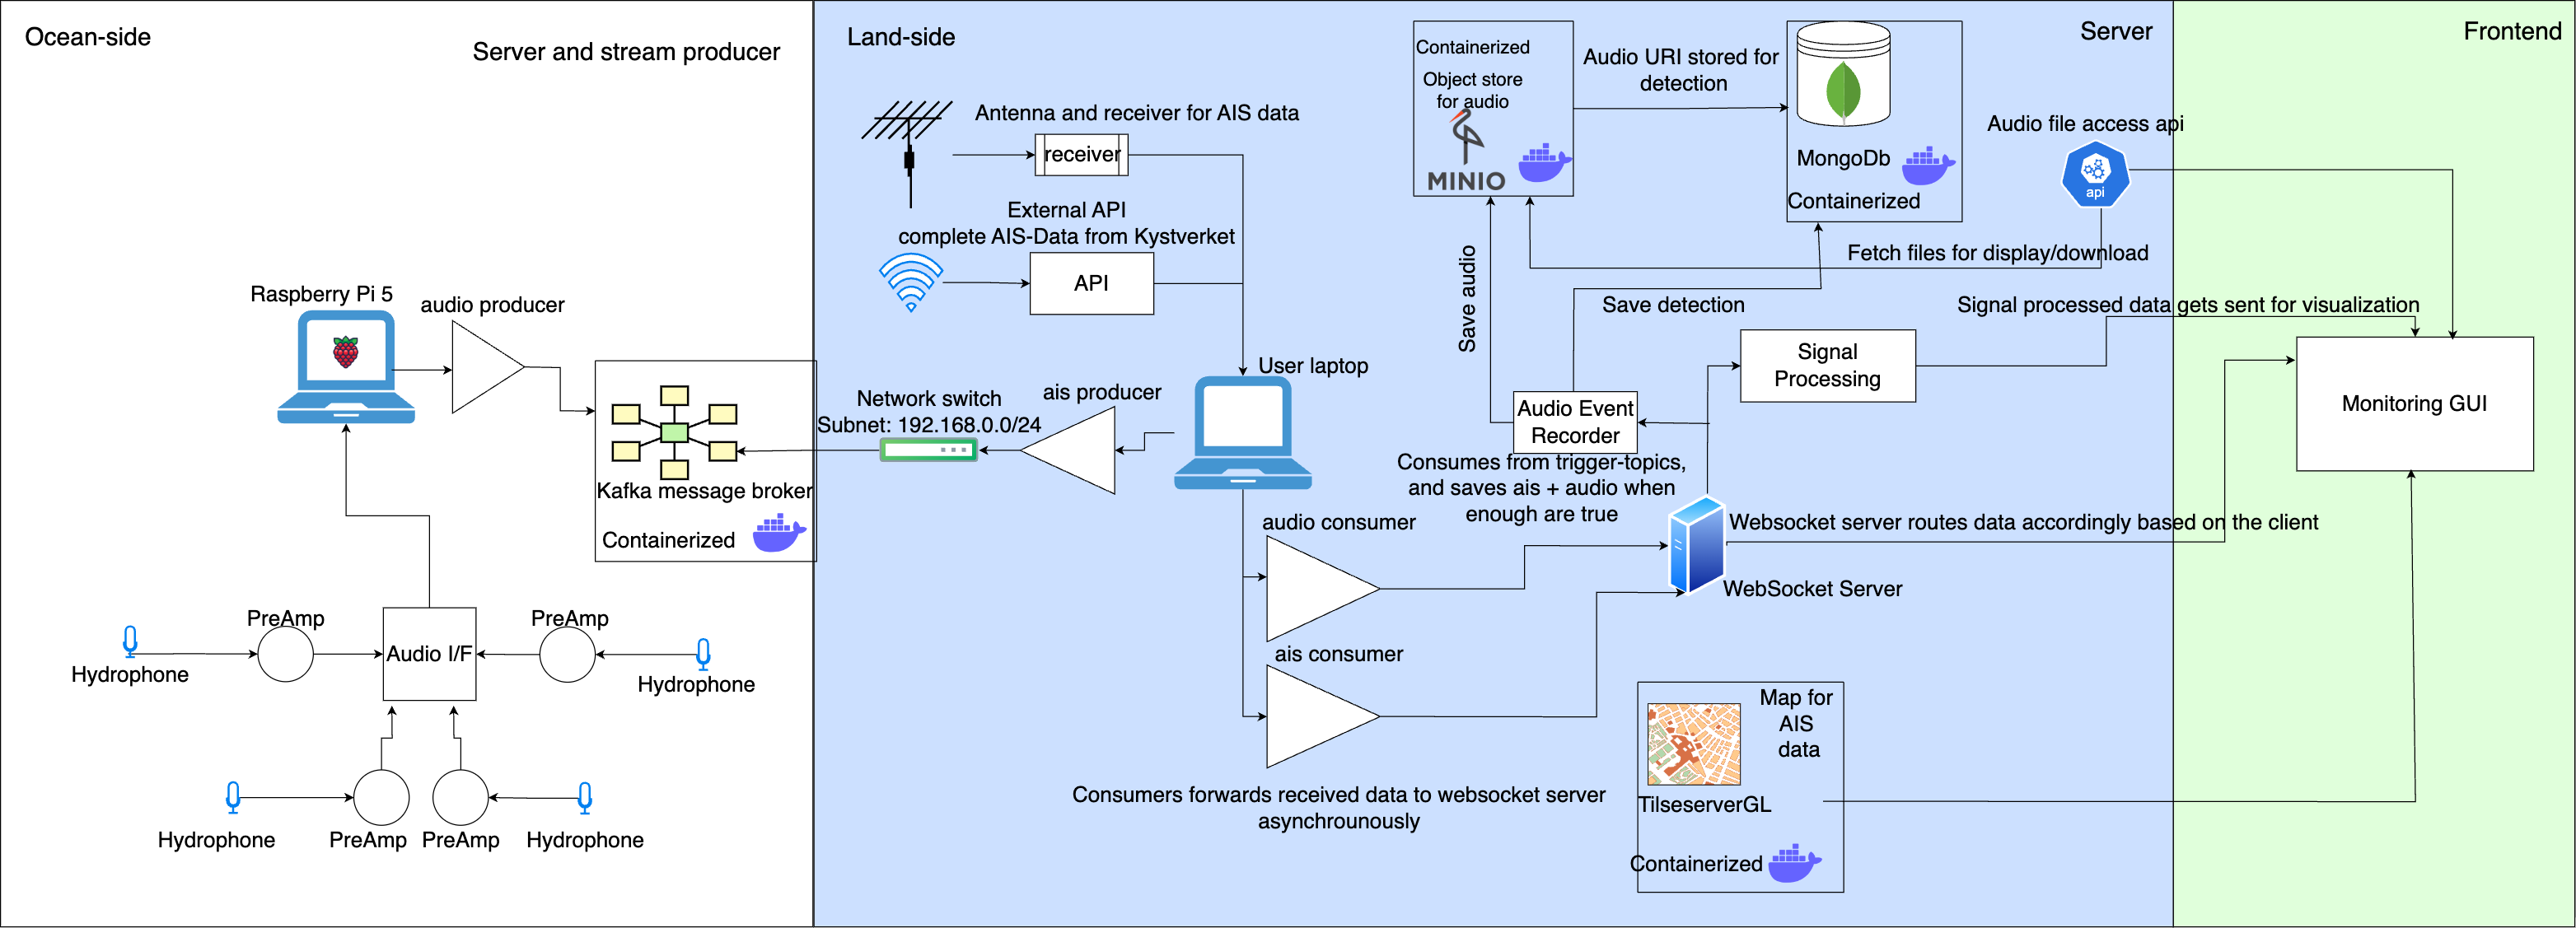 Ocean-side
Server and stream producer
Raspberry Pi 5
audio producer
Kafka message broker
Containerized
PreAmp
PreAmp
Hydrophone
Audio I/F
Hydrophone
Hydrophone
PreAmp
PreAmp
Hydrophone
Land-side
Server
Antenna and receiver for AIS data
receiver
External API
complete AIS-Data from Kystverket
API
User laptop
Network switch
Subnet: 192.168.0.0/24
ais producer
audio consumer
ais consumer
Consumers forwards received data to websocket server
asynchrounously
Containerized
Object store
for audio
MINIO
Audio URI stored for
detection
MongoDb
Containerized
Audio file access api
api
Fetch files for display/download
Save audio
Save detection
Signal processed data gets sent for visualization
Signal
Processing
Audio Event
Recorder
Consumes from trigger-topics,
and saves ais + audio when
enough are true
Websocket server routes data accordingly based on the client
WebSocket Server
Map for
AIS
data
TilseserverGL
Containerized
Frontend
Monitoring GUI